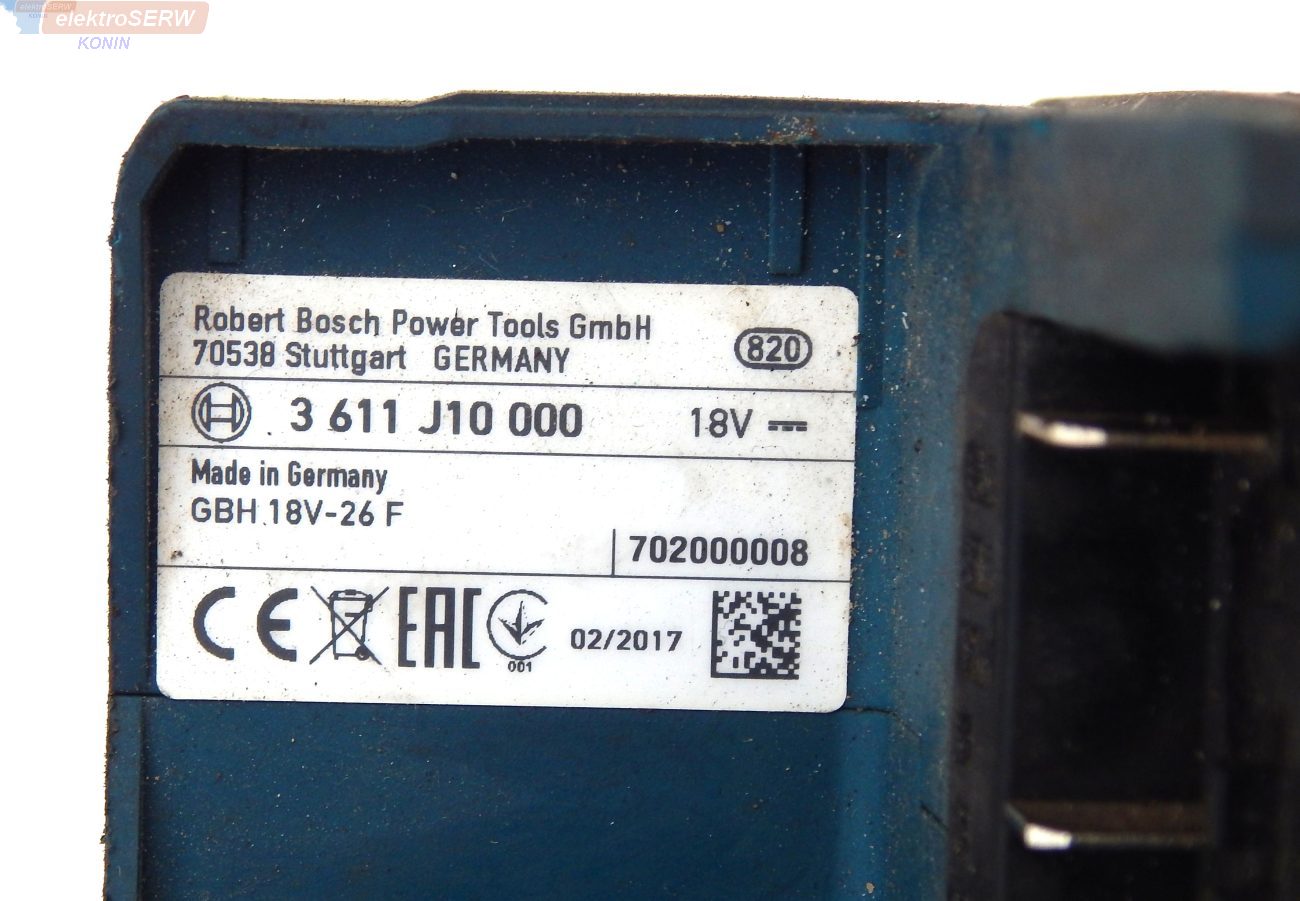 elektroSERW
KONIN
Robert Bosch Power Tools GmbH
70538 Stuttgart GERMANY
820
3 611 J10 000
18V
Made in Germany
GBH 18V-26 F
702000008
CE
EAC
001
02/2017